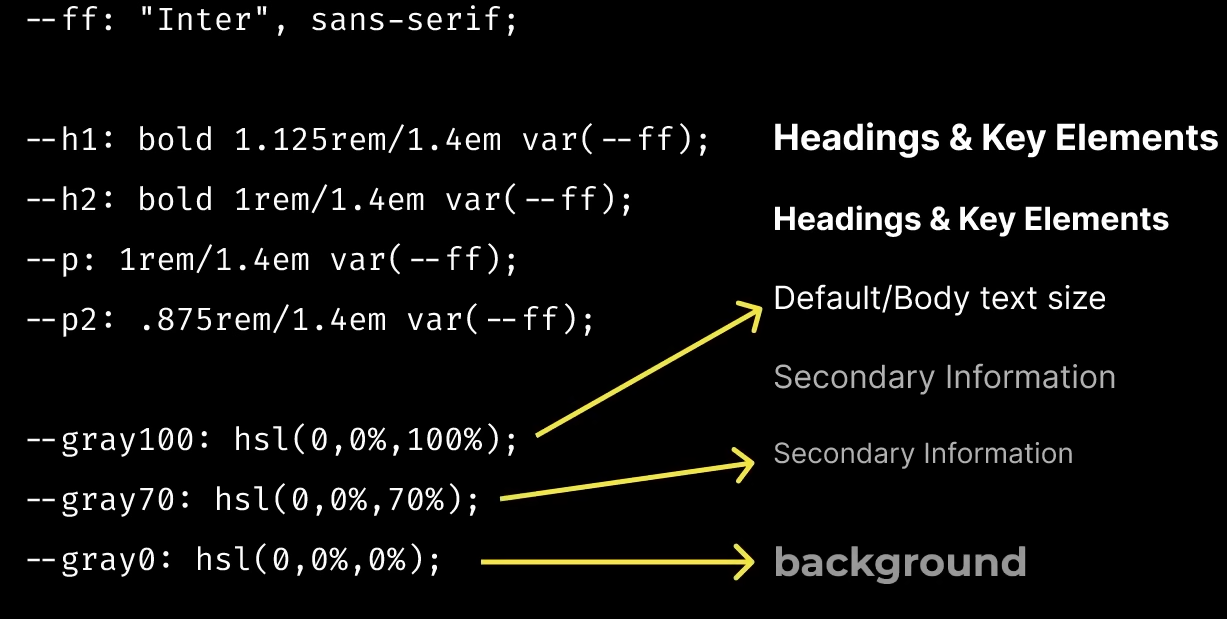 --ff: "Inter", sans-serif;
--h1: bold 1.125rem/1.4em var(--ff);
Headings & Key Elements
--h2: bold 1rem/1.4em var(--ff);
Headings & Key Elements
--p: 1rem/1.4em var(--ff);
Default/Body text size
--p2: .875rem/1.4em var(--ff);
Secondary Information
--gray100: hsl(0,0%,100%);
Secondary Information
--gray70: hsl(0,0%,70%);
--gray0: hsl(0,0%,0%);
background